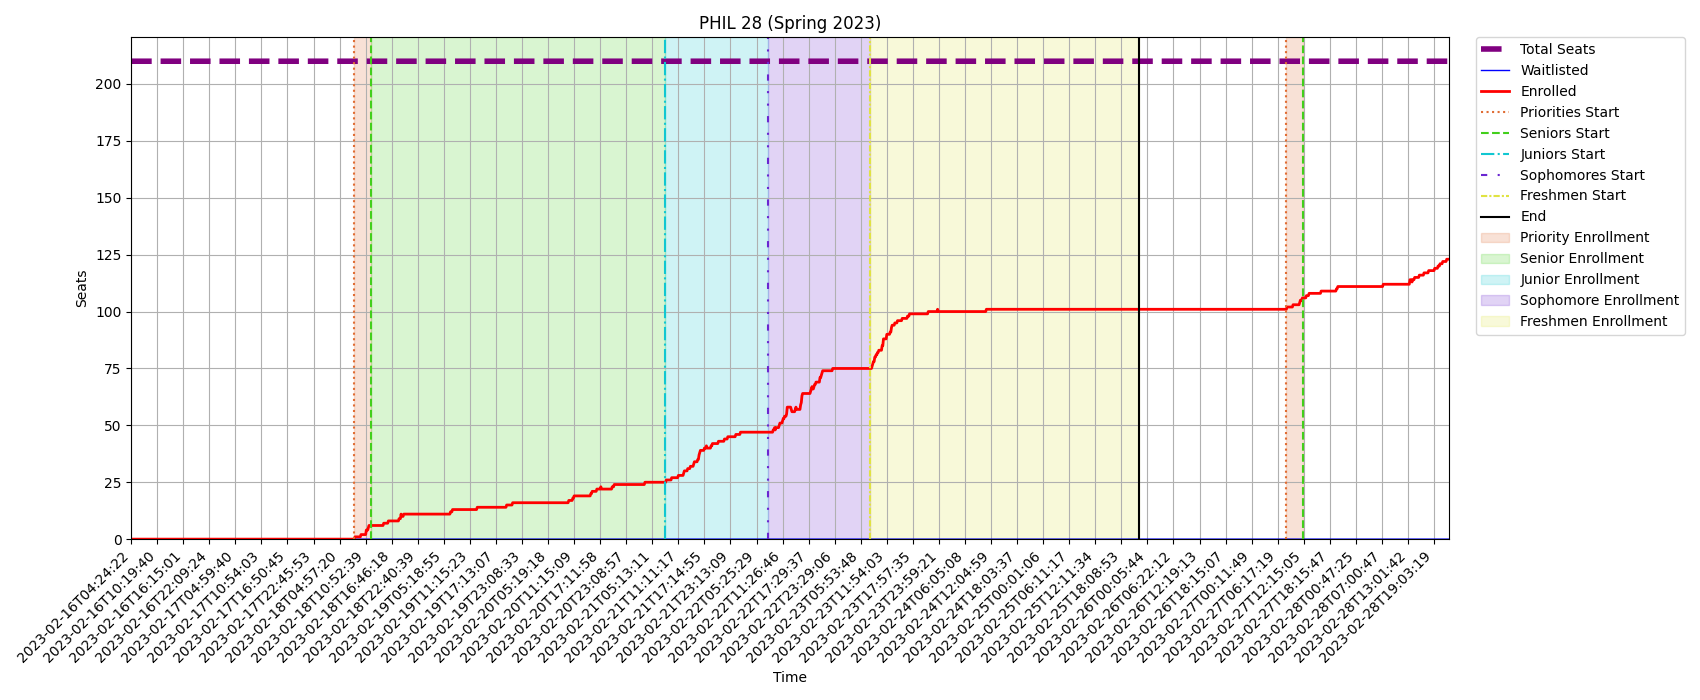 PHIL 28 (Spring 2023)
Seats
200
175
150
125
100
75
50
25
0
2023-02-16T04:24:22
2023-02-16T10:19:40
2023-02-16T16:15:01
2023-02-16T22:09:24
2023-02-17T04:59:40
2023-02-17T10:54:03
2023-02-17T16:50:45
2023-02-17T22:45:53
2023-02-18T04:57:20
2023-02-18T10:52:39
2023-02-18T16:46:18
2023-02-18T22:40:39
2023-02-19T05:18:55
2023-02-19T11:15:23
2023-02-19T17:13:07
2023-02-19T23:08:33
2023-02-20T05:19:18
2023-02-20T11:15:09
2023-02-20T17:11:58
2023-02-20T23:08:57
2023-02-21T05:13:11
2023-02-21T11:11:17
2023-02-21T17:14:55
2023-02-21T23:13:09
2023-02-22T05:25:29
2023-02-22T11:26:46
2023-02-22T17:29:37
2023-02-22T23:29:06
2023-02-23T05:53:48
2023-02-23T11:54:03
2023-02-23T17:57:35
2023-02-23T23:59:21
2023-02-24T06:05:08
2023-02-24T12:04:59
2023-02-24T18:03:37
2023-02-25T00:01:06
2023-02-25T06:11:17
2023-02-25T12:11:34
2023-02-25T18:08:53
2023-02-26T00:05:44
2023-02-26T06:22:12
2023-02-26T12:19:13
2023-02-26T18:15:07
2023-02-27T00:11:49
2023-02-27T06:17:19
2023-02-27T12:15:05
2023-02-27T18:15:47
2023-02-28T00:47:25
2023-02-28T07:00:47
2023-02-28T13:01:42
2023-02-28T19:03:19
Time
Total Seats
Waitlisted
Enrolled
Priorities Start
Seniors Start
Juniors Start
Sophomores Start
Freshmen Start
End
Priority Enrollment
Senior Enrollment
Junior Enrollment
Sophomore Enrollment
Freshmen Enrollment